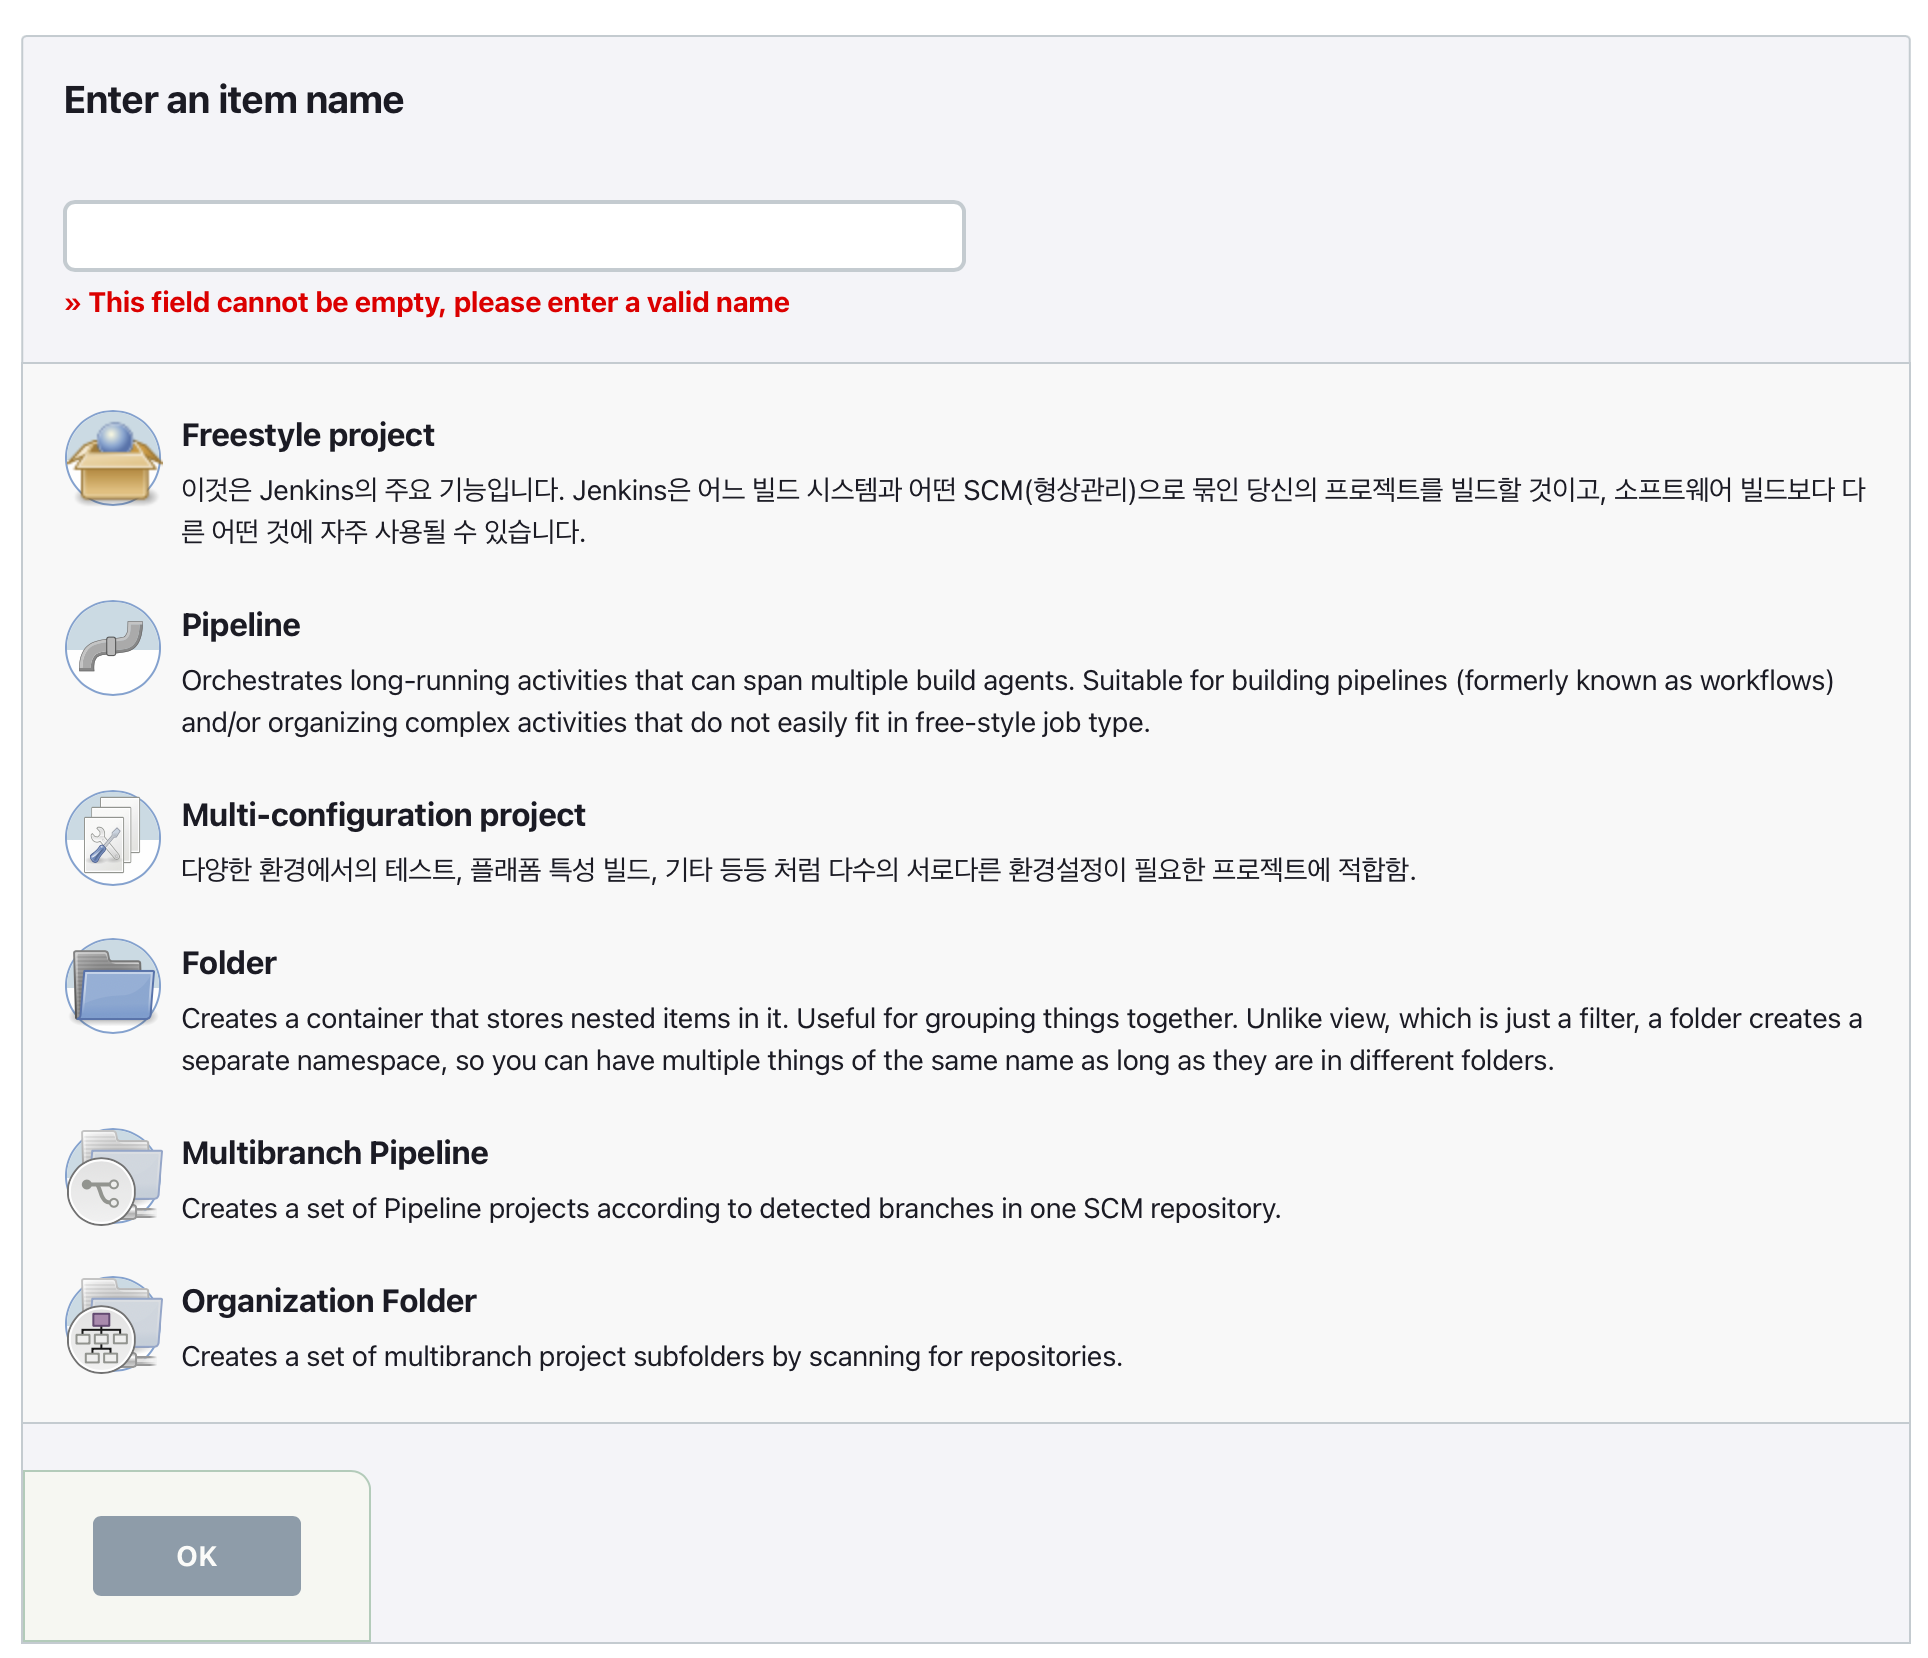 Enter an item name
» This field cannot be empty, please enter a valid name
Freestyle project
이것은 Jenkins의 주요 기능입니다. Jenkins은 어느 빌드 시스템과 어떤 SCM(형상관리)으로 묶인 당신의 프로젝트를 빌드할 것이고, 소프트웨어 빌드보다 다
른 어떤 것에 자주 사용될 수 있습니다.
Pipeline
Orchestrates long-running activities that can span multiple build agents. Suitable for building pipelines (formerly known as workflows)
and/or organizing complex activities that do not easily fit in free-style job type.
Multi-configuration project
다양한 환경에서의 테스트, 플래폼 특성 빌드, 기타 등등 처럼 다수의 서로다른 환경설정이 필요한 프로젝트에 적합함.
Folder
Creates a container that stores nested items in it. Useful for grouping things together. Unlike view, which is just a filter, a folder creates a
separate namespace, so you can have multiple things of the same name as long as they are in different folders.
Multibranch Pipeline
Creates a set of Pipeline projects according to detected branches in one SCM repository.
Organization Folder
Creates a set of multibranch project subfolders by scanning for repositories.
OK